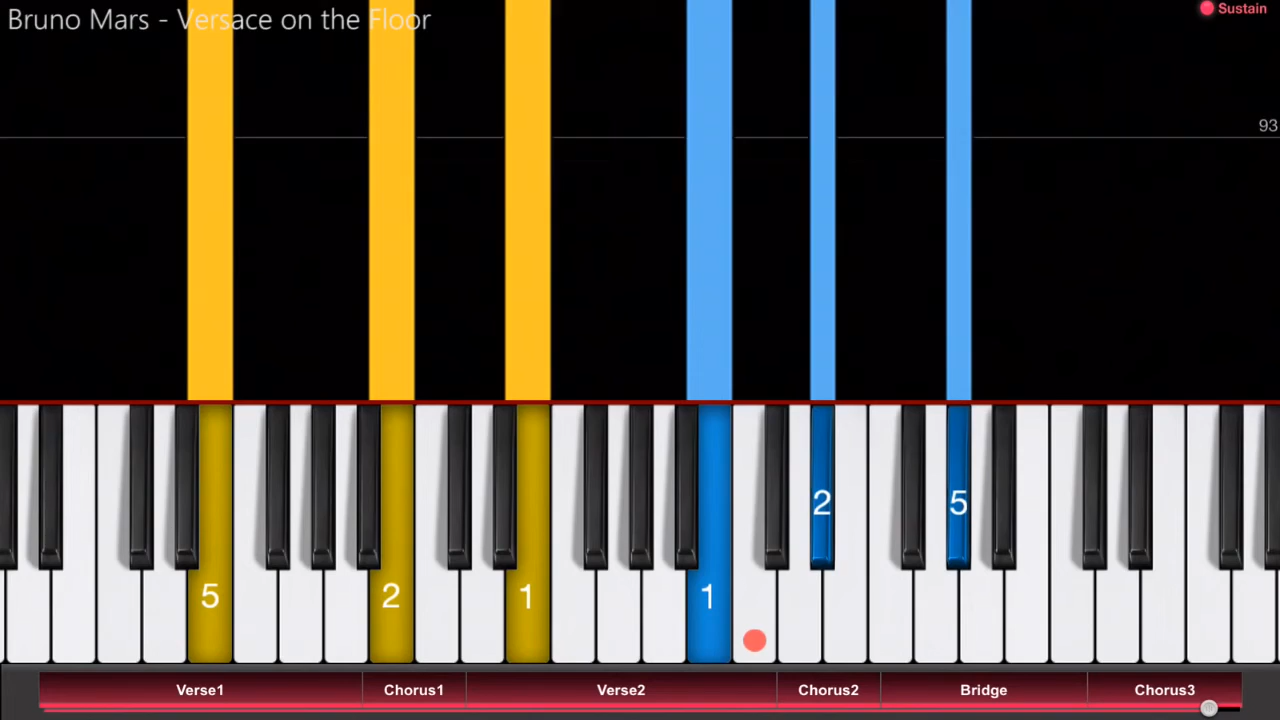 Bruno Mars - Versace on the Floor
Sustain
93
2
5
5
2
1
1
Verse1
Chorus1
Verse2
Chorus2
Bridge
Chorus3